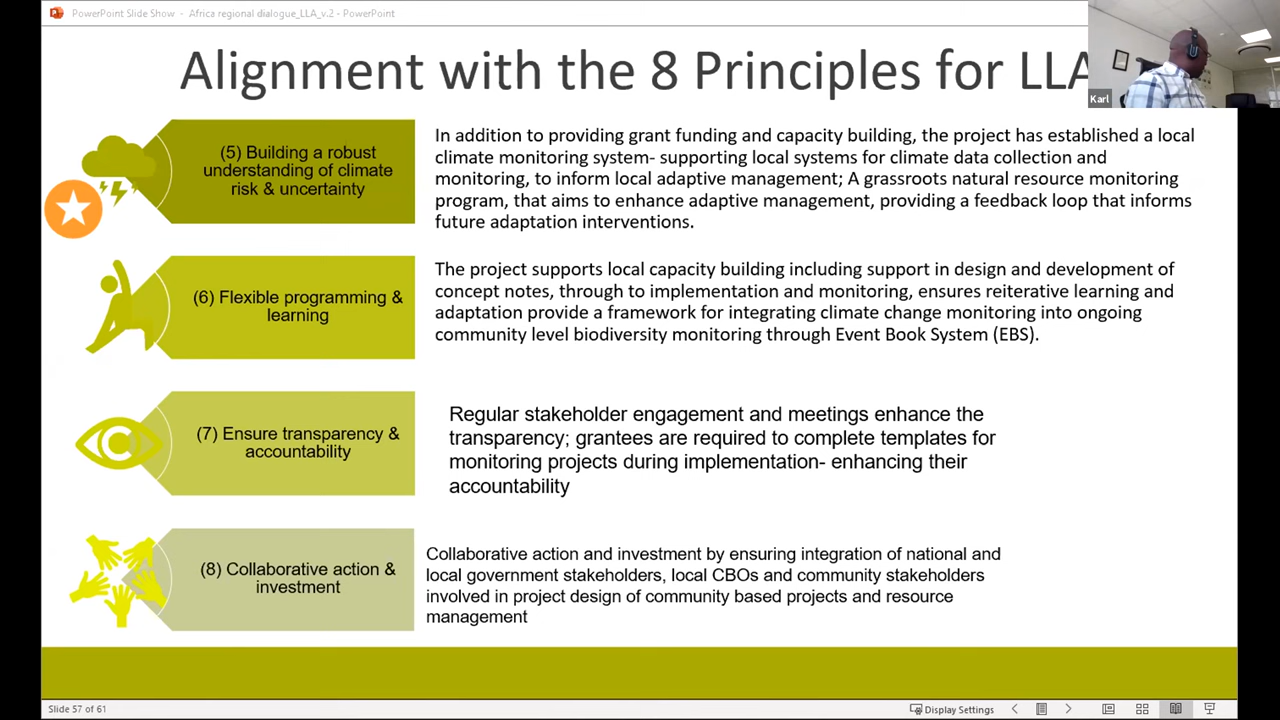 PowerPoint Slide Show - Africa regional dialogue_LLA_v.2 - PowerPoint
Alignment with the 8 Principles for LLA
Karl
(5) Building a robust
understanding of climate
risk & uncertainty
In addition to providing grant funding and capacity building, the project has established a local
climate monitoring system- supporting local systems for climate data collection and
monitoring, to inform local adaptive management; A grassroots natural resource monitoring
program, that aims to enhance adaptive management, providing a feedback loop that informs
future adaptation interventions.
(6) Flexible programming &
learning
The project supports local capacity building including support in design and development of
concept notes, through to implementation and monitoring, ensures reiterative learning and
adaptation provide a framework for integrating climate change monitoring into ongoing
community level biodiversity monitoring through Event Book System (EBS).
(7) Ensure transparency &
accountability
Regular stakeholder engagement and meetings enhance the
transparency; grantees are required to complete templates for
monitoring projects during implementation- enhancing their
accountability
(8) Collaborative action &
investment
Collaborative action and investment by ensuring integration of national and
local government stakeholders, local CBOs and community stakeholders
involved in project design of community based projects and resource
management
Slide 57 of 61
Display Settings